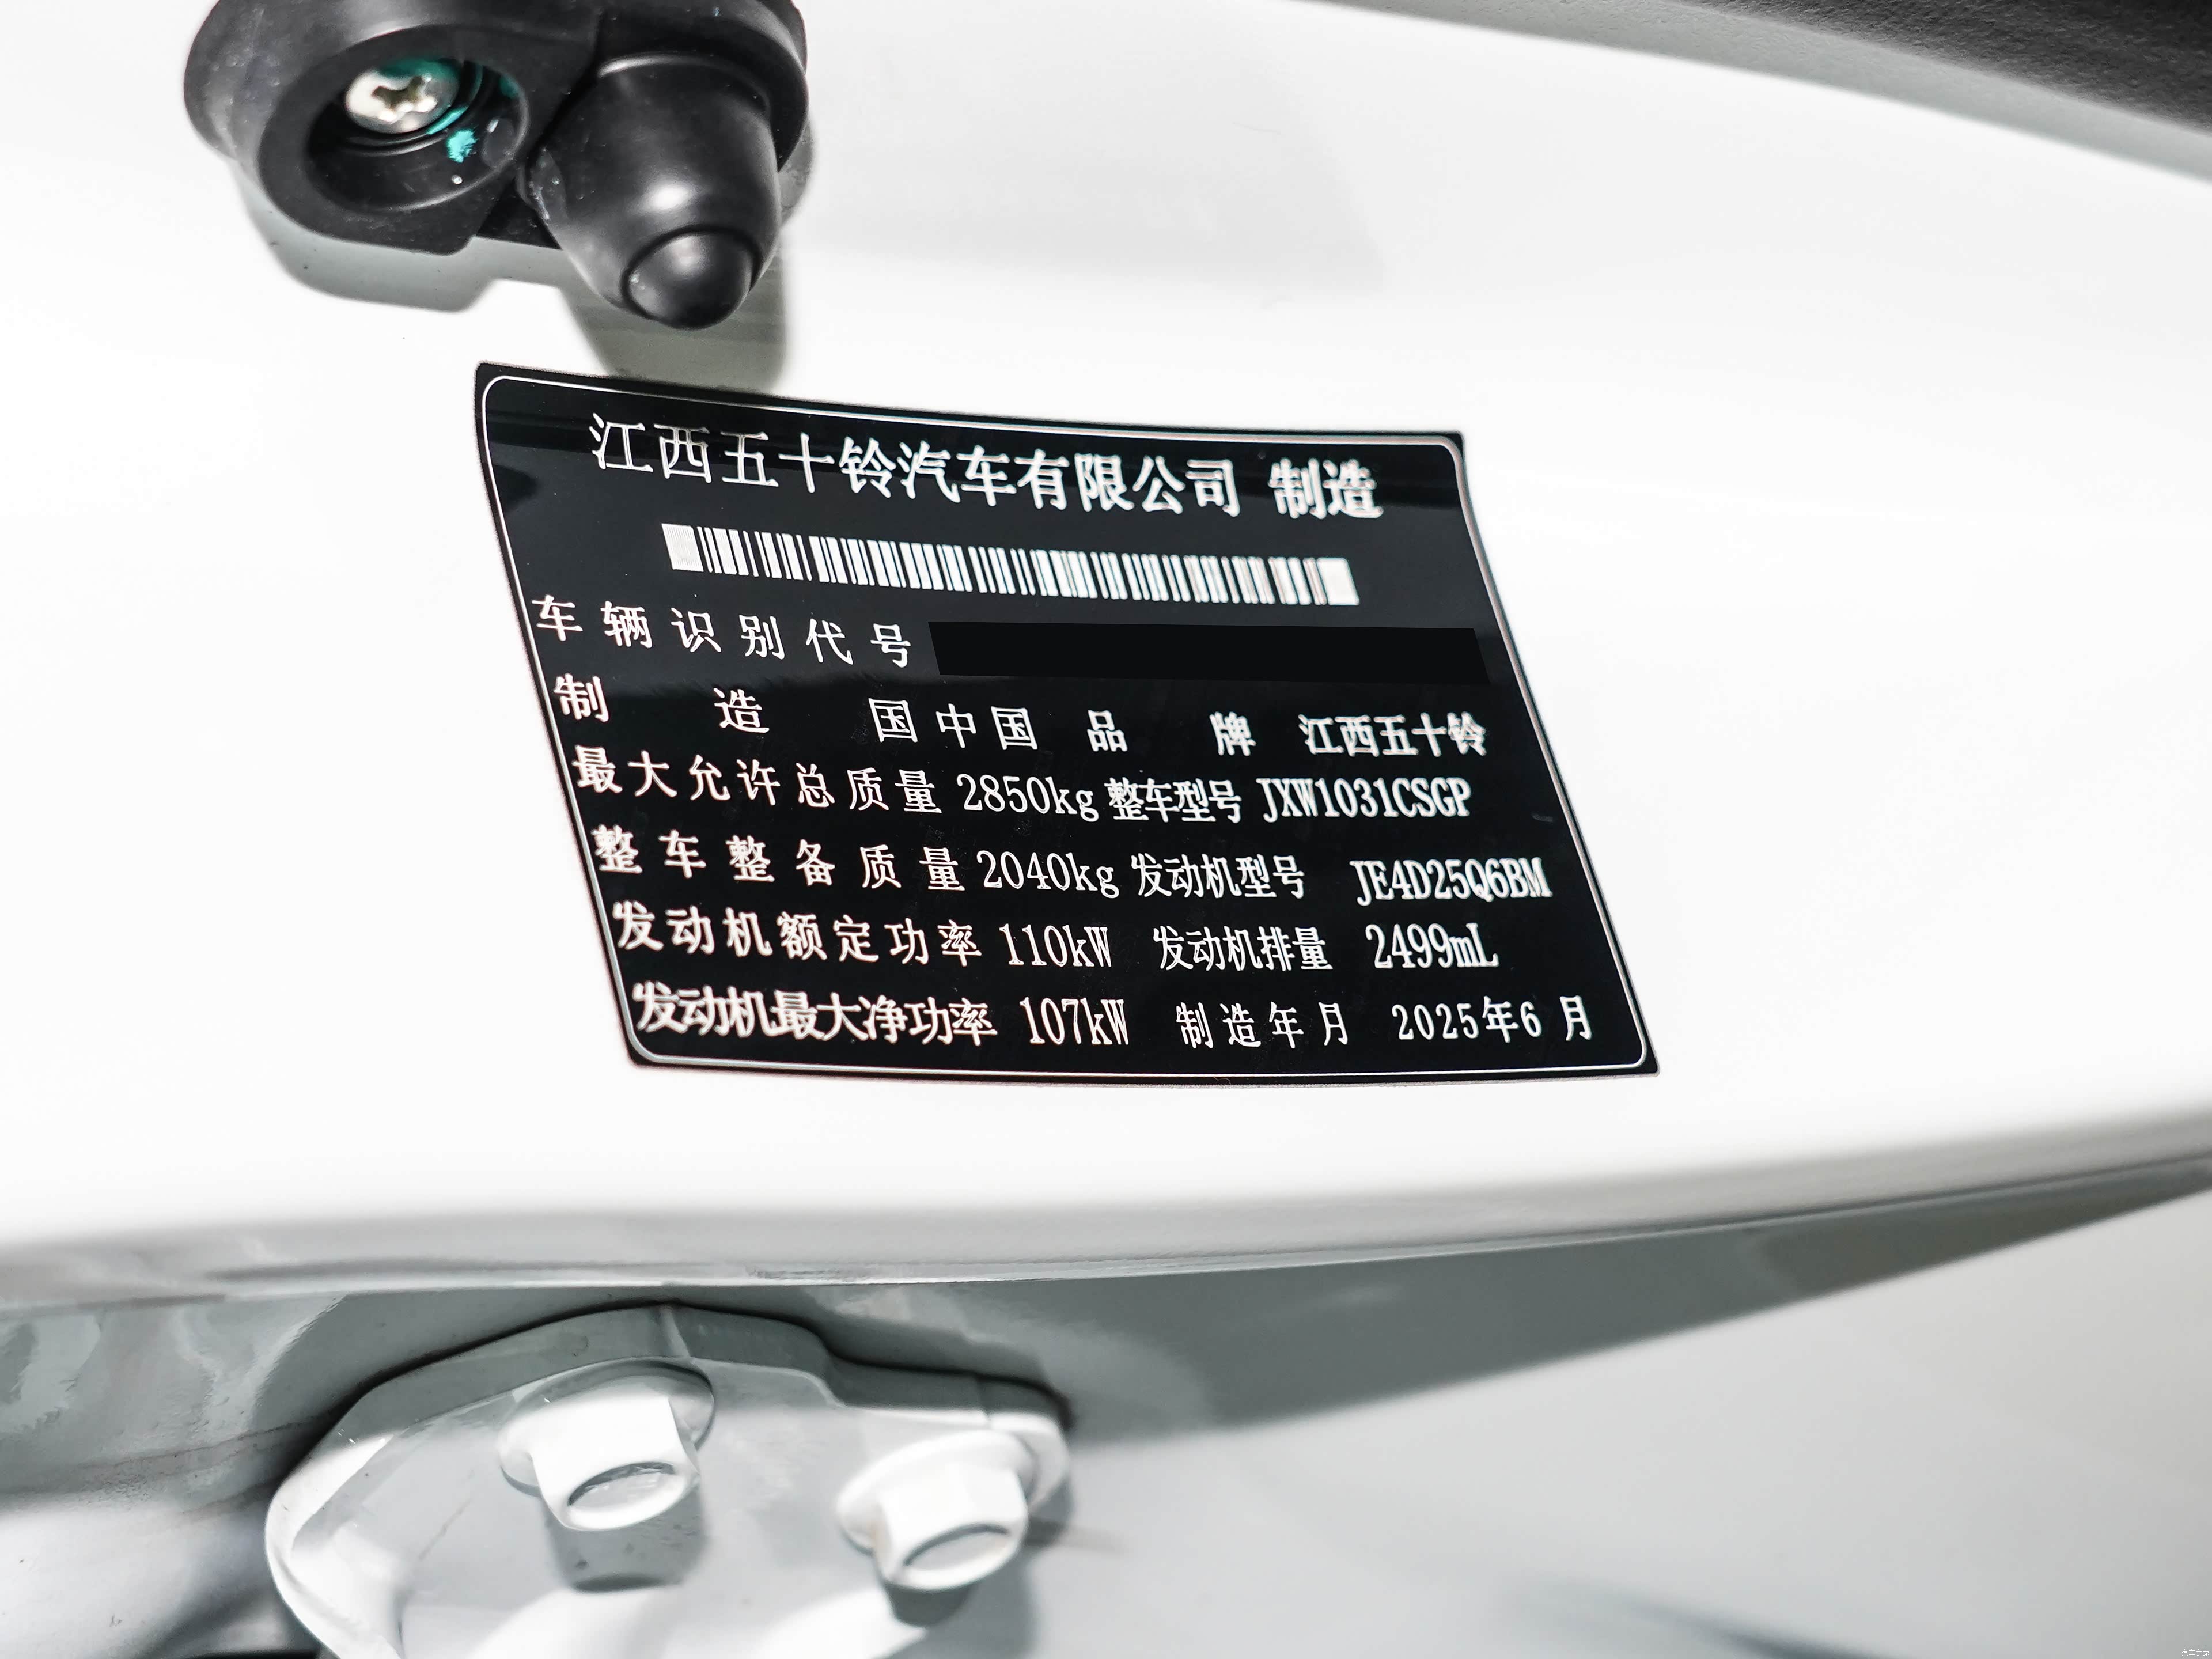 江西五十铃汽车有限公司 制造
车辆识别代号
制造国 中国 品牌 江西五十铃
最大允许总质量 2850kg 整车型号 JXW1031CSGP
整车整备质量 2040kg 发动机型号 JE4D25Q6BM
发动机额定功率 110kW 发动机排量 2499mL
发动机最大净功率 107kW 制造年月 2025年6月
汽车之家